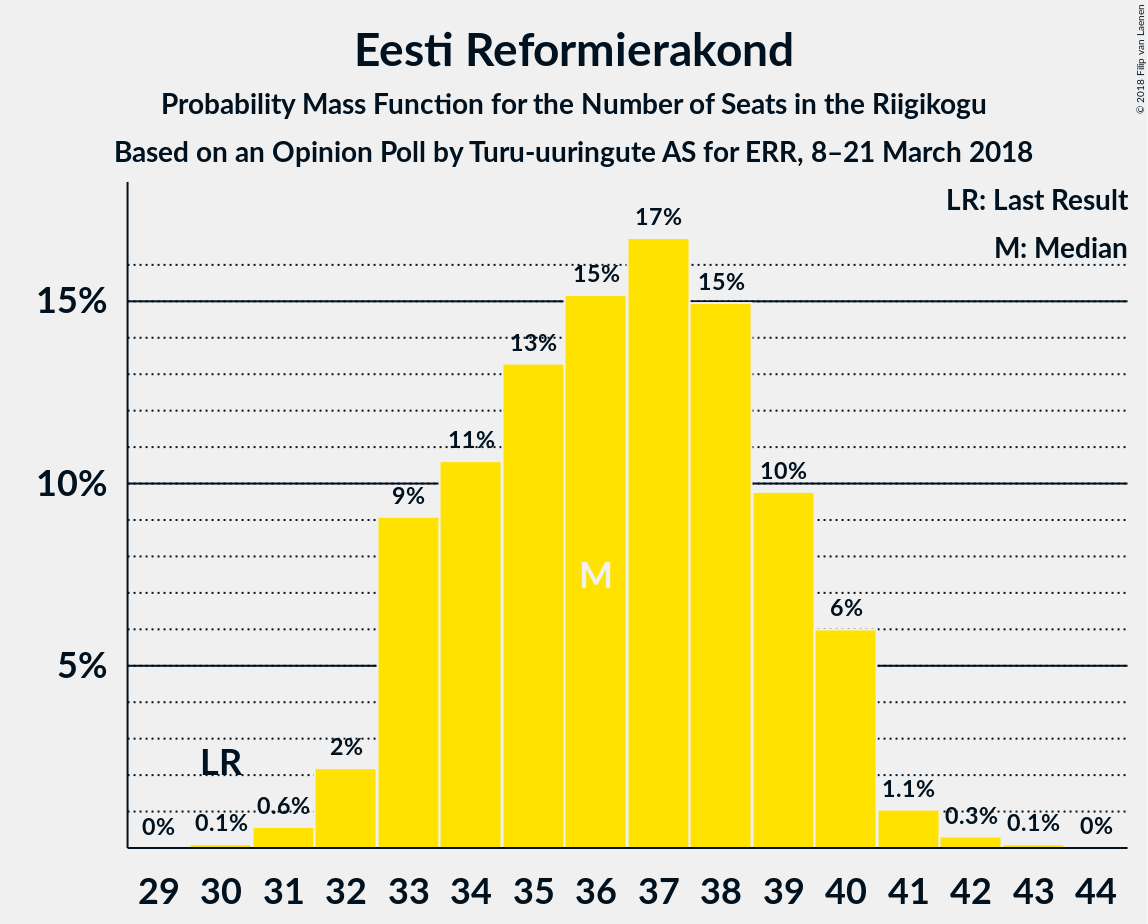 Eesti Reformierakond
Probability Mass Function for the Number of Seats in the Riigikogu
Based on an Opinion Poll by Turu-uuringute AS for ERR, 8–21 March 2018
© 2018 Filip van Laenen
LR: Last Result
M: Median
17%
15%
15%
15%
13%
11%
10%
10%
9%
M
6%
5%
LR
2%
1.1%
0.6%
0.3%
0%
0.1%
0.1%
0%
29 30 31 32 33 34 35 36 37 38 39 40 41 42 43 44